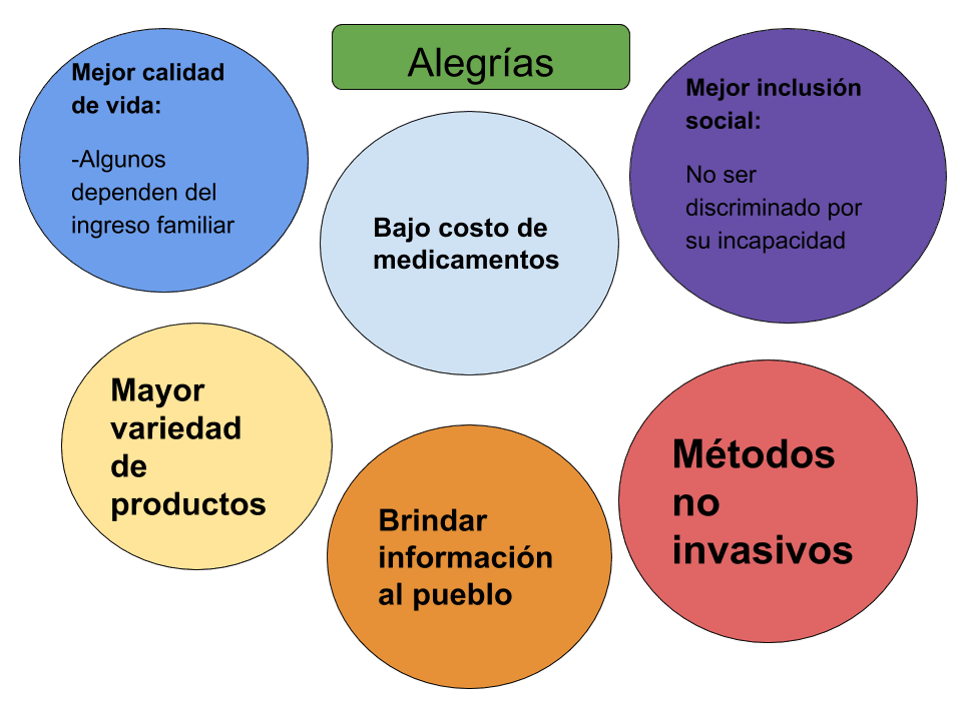 Alegrías
Mejor calidad
de vida:
-Algunos
dependen del
ingreso familiar
Bajo costo de
medicamentos
Mejor inclusión
social:
No ser
discriminado por
su incapacidad
Mayor
variedad
de
productos
Brindar
información
al pueblo
Métodos
no
invasivos